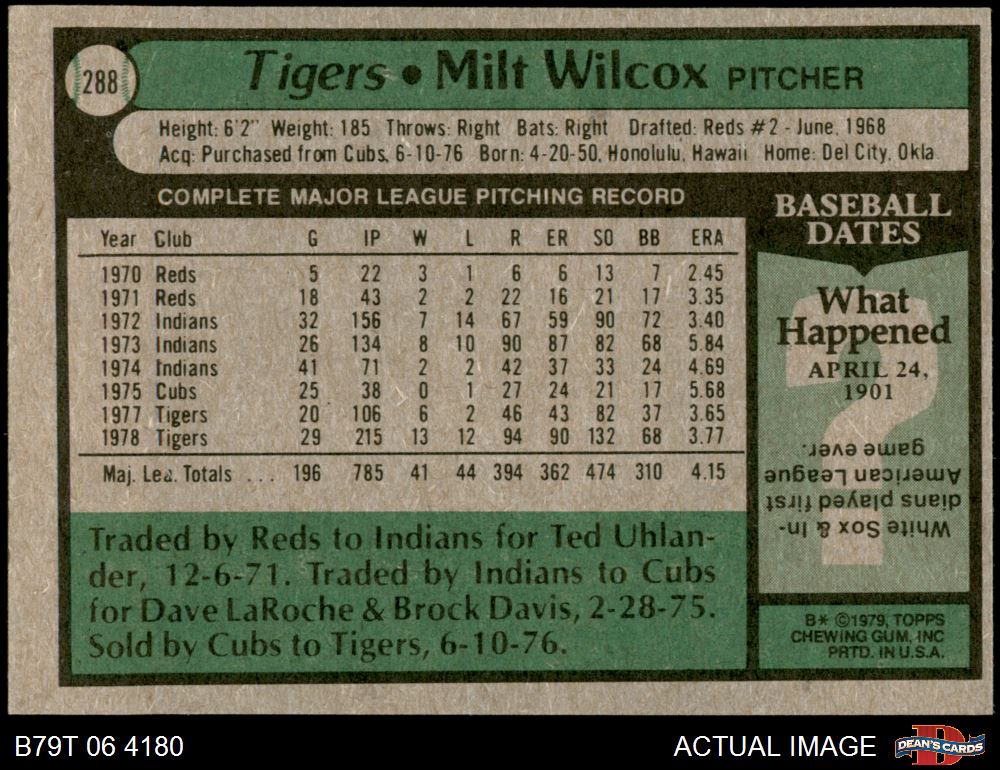 288
Tigers • Milt Wilcox PITCHER
Height: 6'2" Weight: 185 Throws: Right Bats: Right Drafted: Reds #2 - June, 1968
Acq: Purchased from Cubs, 6-10-76 Born: 4-20-50, Honolulu, Hawaii Home: Del City, Okla.
COMPLETE MAJOR LEAGUE PITCHING RECORD
Year Club G IP W L R ER SO BB ERA
1970 Reds 5 22 3 1 6 6 13 7 2.45
1971 Reds 18 43 2 2 22 16 21 17 3.35
1972 Indians 32 156 7 14 67 59 90 72 3.40
1973 Indians 26 134 8 10 90 87 82 68 5.84
1974 Indians 41 71 2 2 42 37 33 24 4.69
1975 Cubs 25 38 0 1 27 24 21 17 5.68
1977 Tigers 20 106 6 2 46 43 82 37 3.65
1978 Tigers 29 215 13 12 94 90 132 68 3.77
Maj. Lea. Totals ... 196 785 41 44 394 362 474 310 4.15
Traded by Reds to Indians for Ted Uhlan-
der, 12-6-71. Traded by Indians to Cubs
for Dave LaRoche & Brock Davis, 2-28-75.
Sold by Cubs to Tigers, 6-10-76.
BASEBALL
DATES
What
Happened
APRIL 24,
1901
White Sox & In-
dians played first
American League
game ever.
B* ©1979, TOPPS
CHEWING GUM, INC
PRTD. IN U.S.A.
B79T 06 4180
ACTUAL IMAGE
D
DEAN'S CARDS